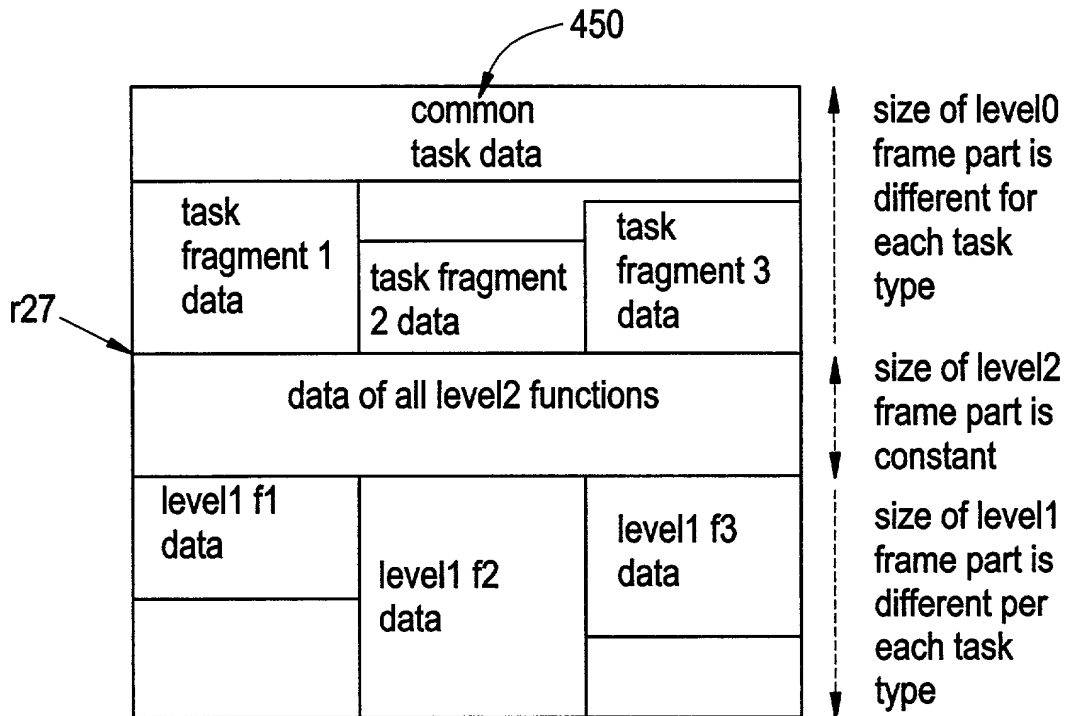 450
common
task data
task
fragment 1
data
task fragment
2 data
task
fragment 3
data
r27
data of all level2 functions
level1 f1
data
level1 f2
data
level1 f3
data
size of level0
frame part is
different for
each task
type
size of level2
frame part is
constant
size of level1
frame part is
different per
each task
type